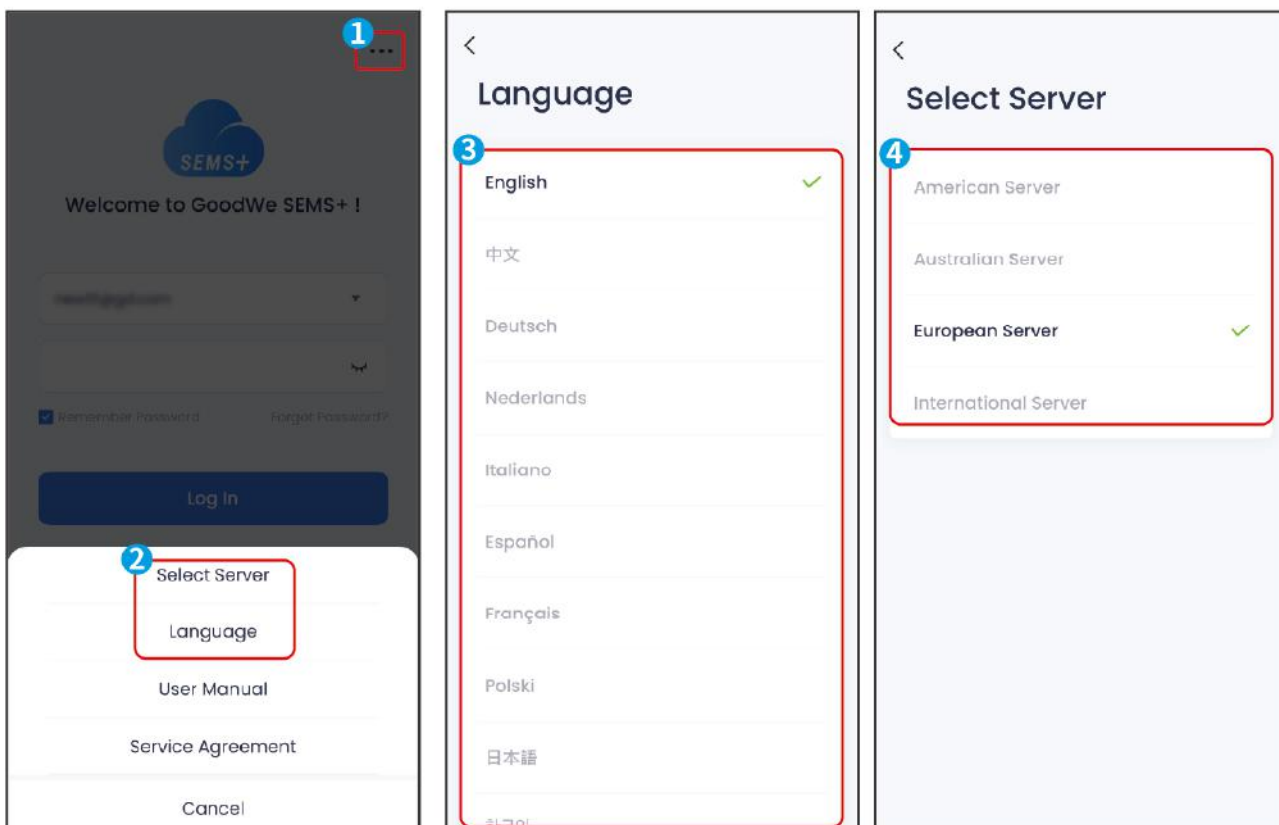 1
...
SEMS+
Welcome to GoodWe SEMS+ !
Remember Password
Forgot Password?
Log In
2
Select Server
Language
User Manual
Service Agreement
Cancel
Language
3
English
中文
Deutsch
Nederlands
Italiano
Español
Français
Polski
日本語
Select Server
4
American Server
Australian Server
European Server
International Server